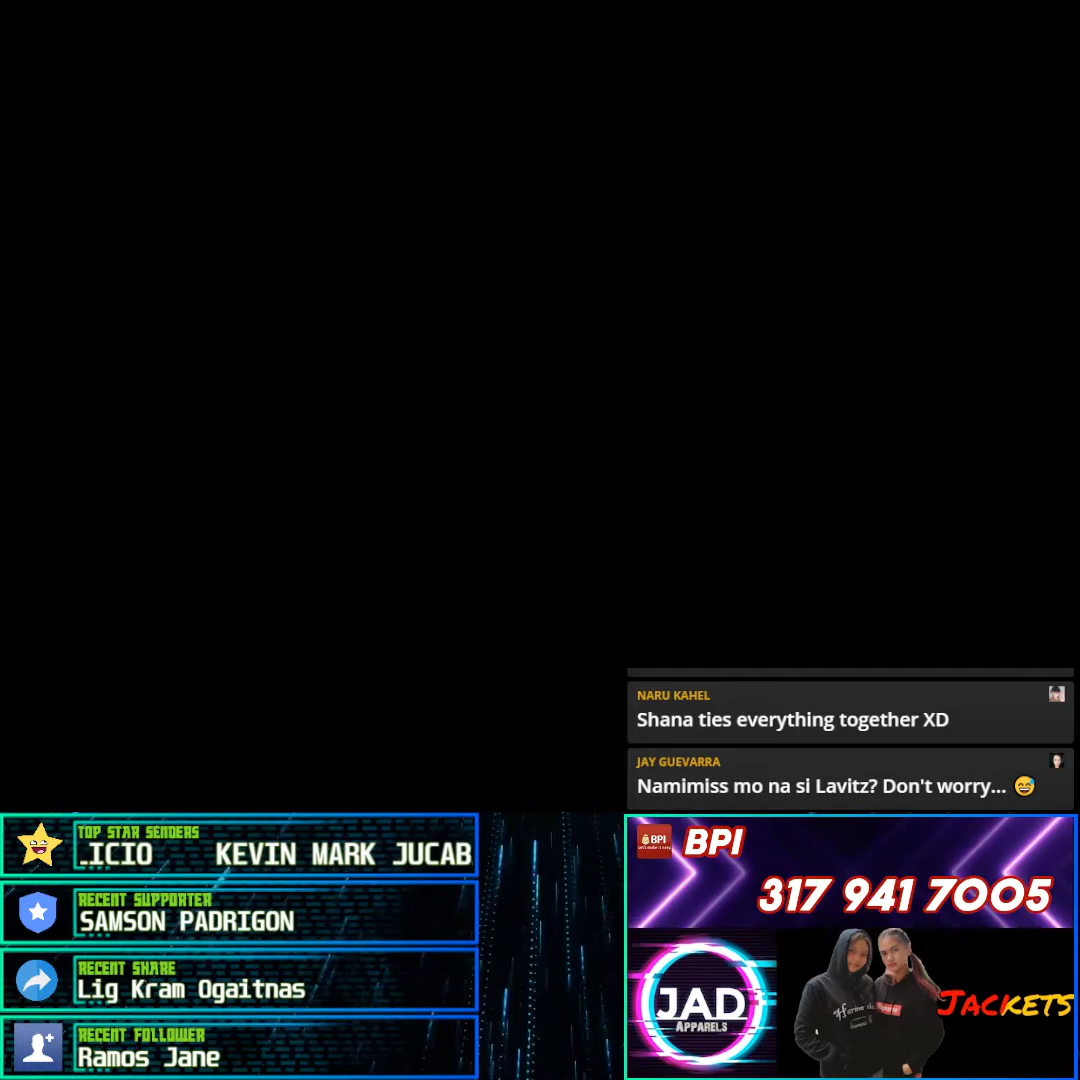 NARU KAHEL
Shana ties everything together XD
JAY GUEVARRA
Namimiss mo na si Lavitz? Don't worry... 😅
TOP STAR SENDERS
ICIO KEVIN MARK JUCAB
RECENT SUPPORTER
SAMSON PADRIGON
RECENT SHARE
Lig Kram Ogaitnas
RECENT FOLLOWER
Ramos Jane
BPI BPI
317 941 7005
JAD
APPARELS
JACKETS